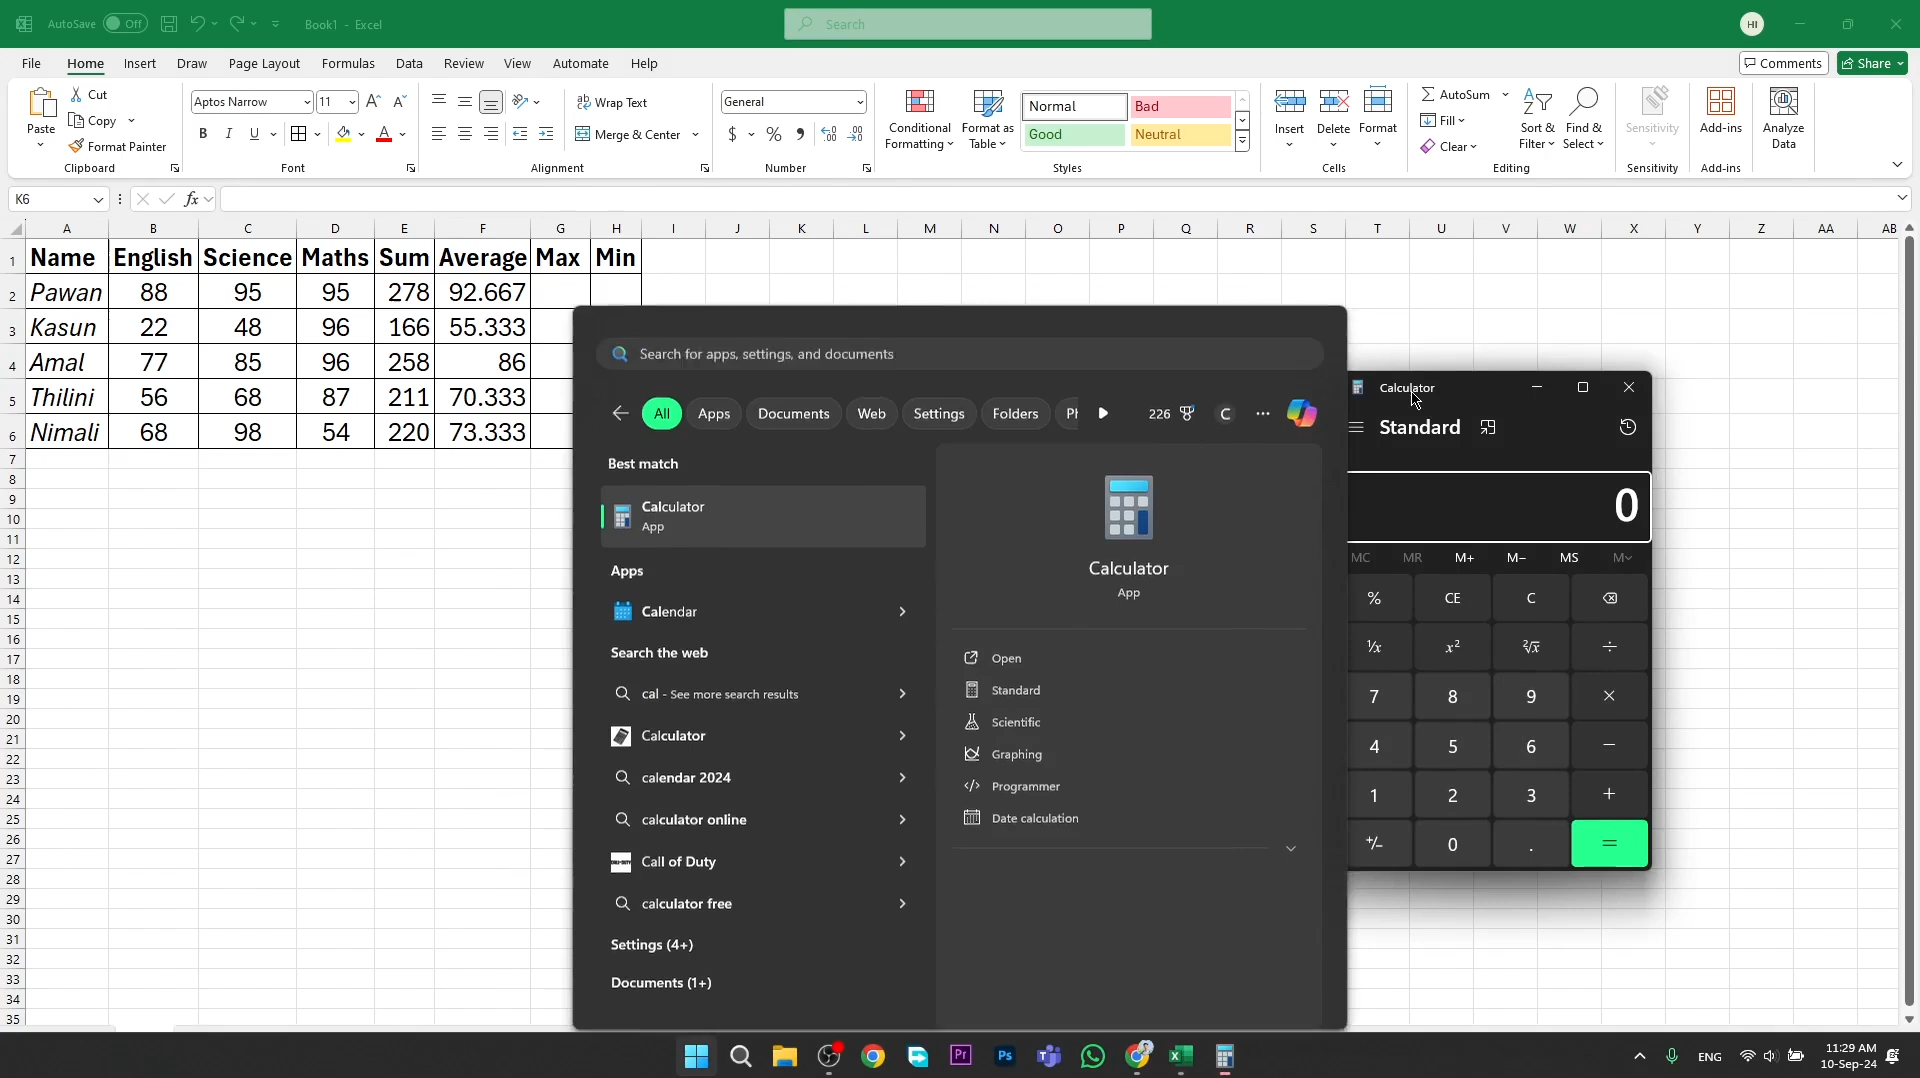 AutoSave Off Book1 - Excel Search HI
File Home Insert Draw Page Layout Formulas Data Review View Automate Help Comments Share
Paste Cut Copy Format Painter Clipboard
Aptos Narrow 11 A A B I U A Font
Wrap Text Merge & Center Alignment
General $ % Number
Conditional Formatting Format as Table Normal Bad Good Neutral Styles
Insert Delete Format Cells
AutoSum Fill Clear Sort & Filter Find & Select Editing
Sensitivity Sensitivity
Add-ins Add-ins
Analyze Data
K6 fx
A B C D E F G H I J K L M N O P Q R S T U V W X Y Z AA AB
1 Name English Science Maths Sum Average Max Min
2 Pawan 88 95 95 278 92.667
3 Kasun 22 48 96 166 55.333
4 Amal 77 85 96 258 86
5 Thilini 56 68 87 211 70.333
6 Nimali 68 98 54 220 73.333
7
8
9
10
11
12
13
14
15
16
17
18
19
20
21
22
23
24
25
26
27
28
29
30
31
32
33
34
35
Search for apps, settings, and documents
All Apps Documents Web Settings Folders Ph 226 C ...
Best match
Calculator
App
Apps
Calendar
Search the web
cal - See more search results
Calculator
calendar 2024
calculator online
Call of Duty
calculator free
Settings (4+)
Documents (1+)
Calculator
App
Open
Standard
Scientific
Graphing
Programmer
Date calculation
Calculator
Standard
0
MC MR M+ M− MS M
% CE C
1/x x² ²√x ÷
7 8 9 ×
4 5 6 −
1 2 3 +
+/− 0 . =
Pr Ps ENG 11:29 AM
10-Sep-24